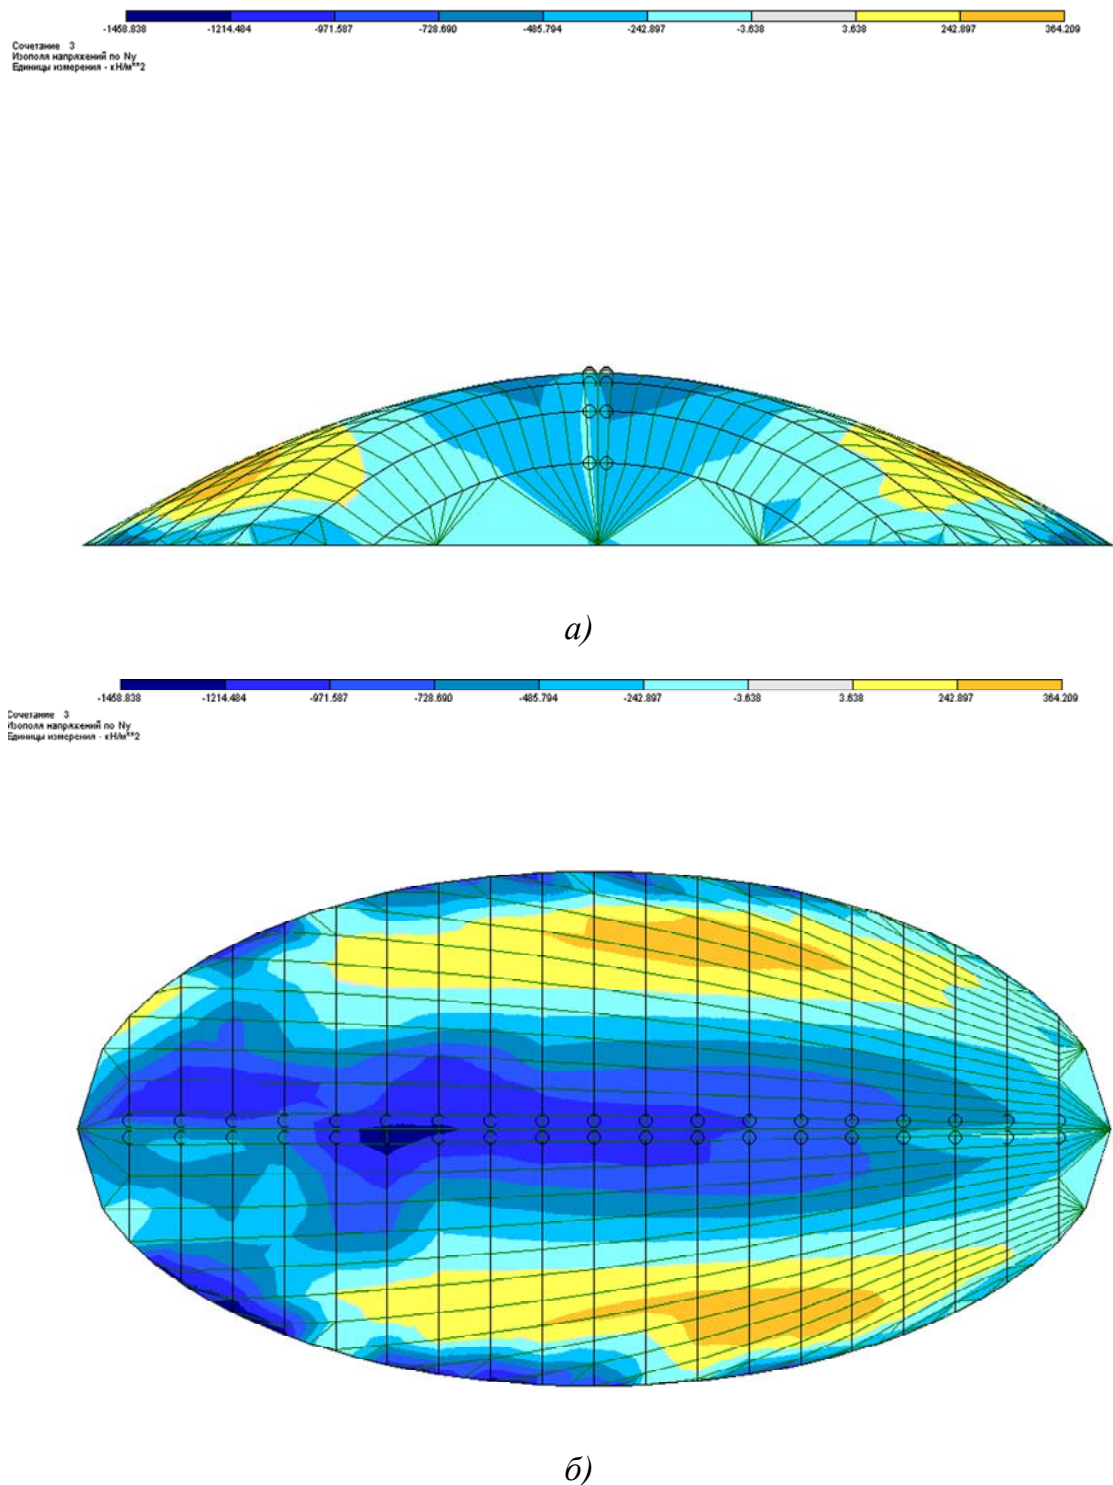 -1458.838 -1214.484 -971.587 -728.690 -485.794 -242.897 -3.638 3.638 242.897 364.209
Сочетание 3
Изополя напряжений по Ny
Единицы измерения - кН/м**2
а)
-1458.838 -1214.484 -971.587 -728.690 -485.794 -242.897 -3.638 3.638 242.897 364.209
Сочетание 3
Изополя напряжений по Ny
Единицы измерения - кН/м**2
б)